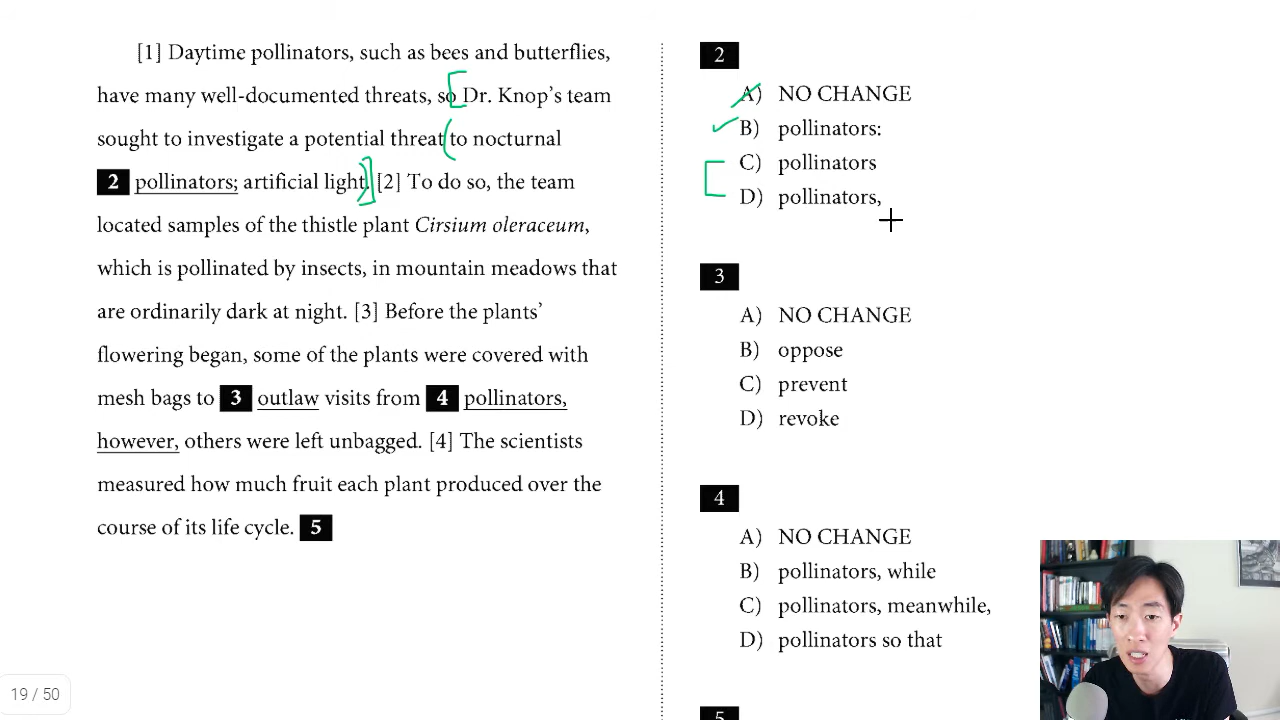 [1] Daytime pollinators, such as bees and butterflies,
have many well-documented threats, so Dr. Knop’s team
sought to investigate a potential threat to nocturnal
2 pollinators; artificial light. [2] To do so, the team
located samples of the thistle plant Cirsium oleraceum,
which is pollinated by insects, in mountain meadows that
are ordinarily dark at night. [3] Before the plants’
flowering began, some of the plants were covered with
mesh bags to 3 outlaw visits from 4 pollinators,
however, others were left unbagged. [4] The scientists
measured how much fruit each plant produced over the
course of its life cycle. 5
2
A) NO CHANGE
B) pollinators:
C) pollinators
D) pollinators,
3
A) NO CHANGE
B) oppose
C) prevent
D) revoke
4
A) NO CHANGE
B) pollinators, while
C) pollinators, meanwhile,
D) pollinators so that
5
19 / 50